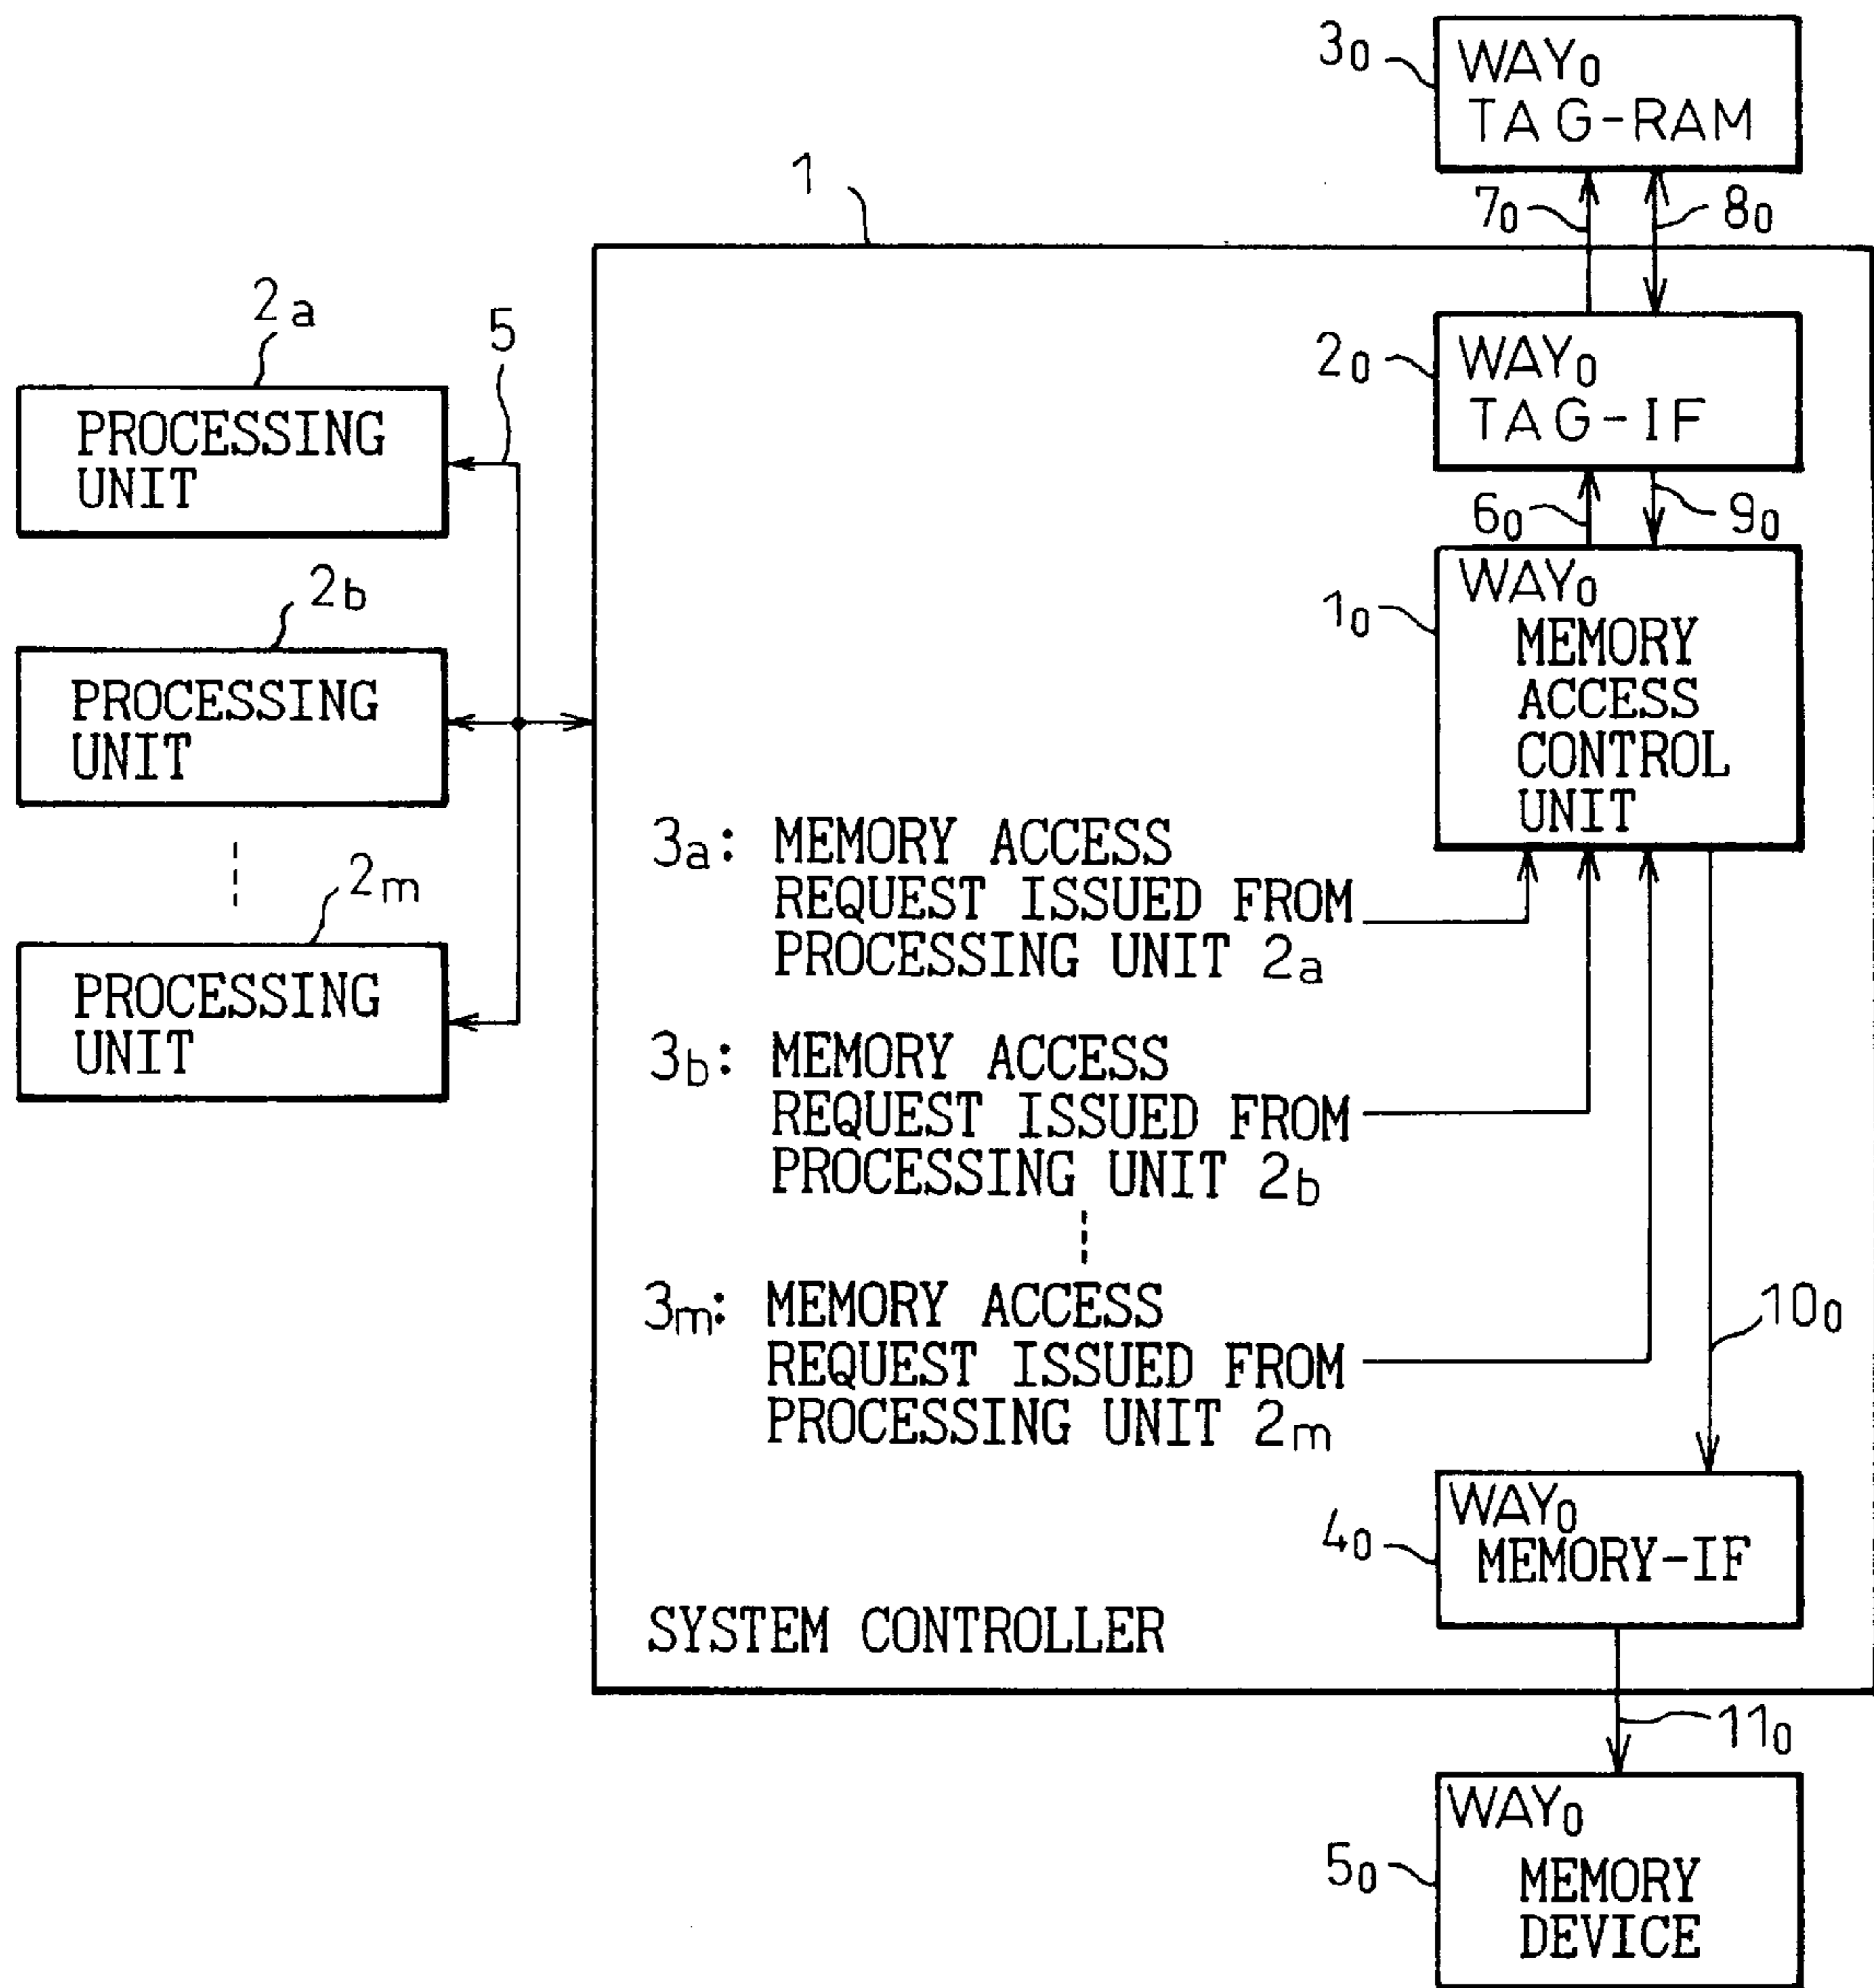 3₀
WAY₀
TAG-RAM
7₀
8₀
1
2a
5
PROCESSING
UNIT
2b
PROCESSING
UNIT
2m
PROCESSING
UNIT
2₀
WAY₀
TAG-IF
6₀
9₀
1₀
WAY₀
MEMORY
ACCESS
CONTROL
UNIT
3a: MEMORY ACCESS
REQUEST ISSUED FROM
PROCESSING UNIT 2a
3b: MEMORY ACCESS
REQUEST ISSUED FROM
PROCESSING UNIT 2b
3m: MEMORY ACCESS
REQUEST ISSUED FROM
PROCESSING UNIT 2m
10₀
4₀
WAY₀
MEMORY-IF
SYSTEM CONTROLLER
11₀
5₀
WAY₀
MEMORY
DEVICE